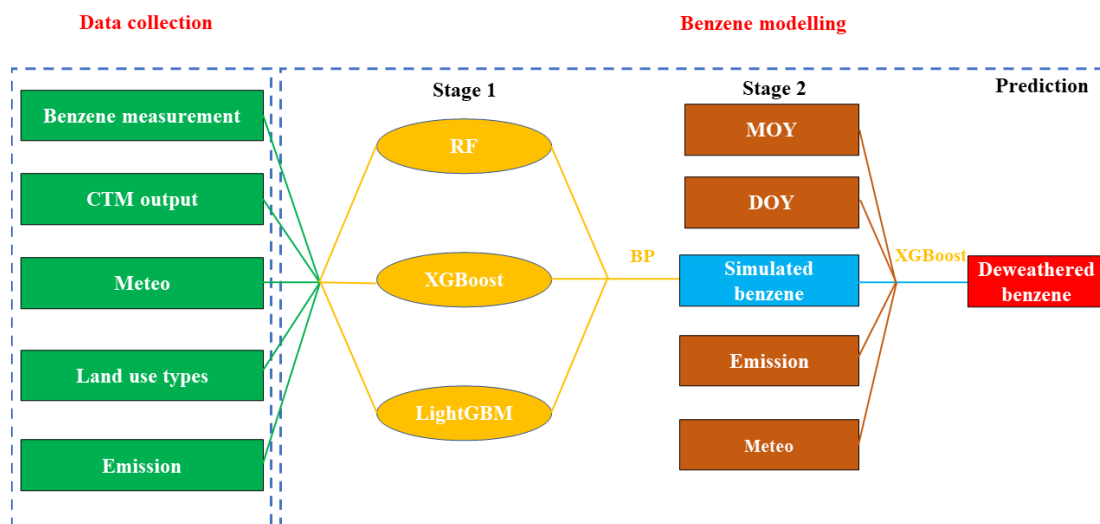 Data collection
Benzene modelling
Stage 1
Stage 2
Prediction
Benzene measurement
CTM output
Meteo
Land use types
Emission
RF
XGBoost
LightGBM
BP
MOY
DOY
Simulated
benzene
Emission
Meteo
XGBoost
Deweathered
benzene